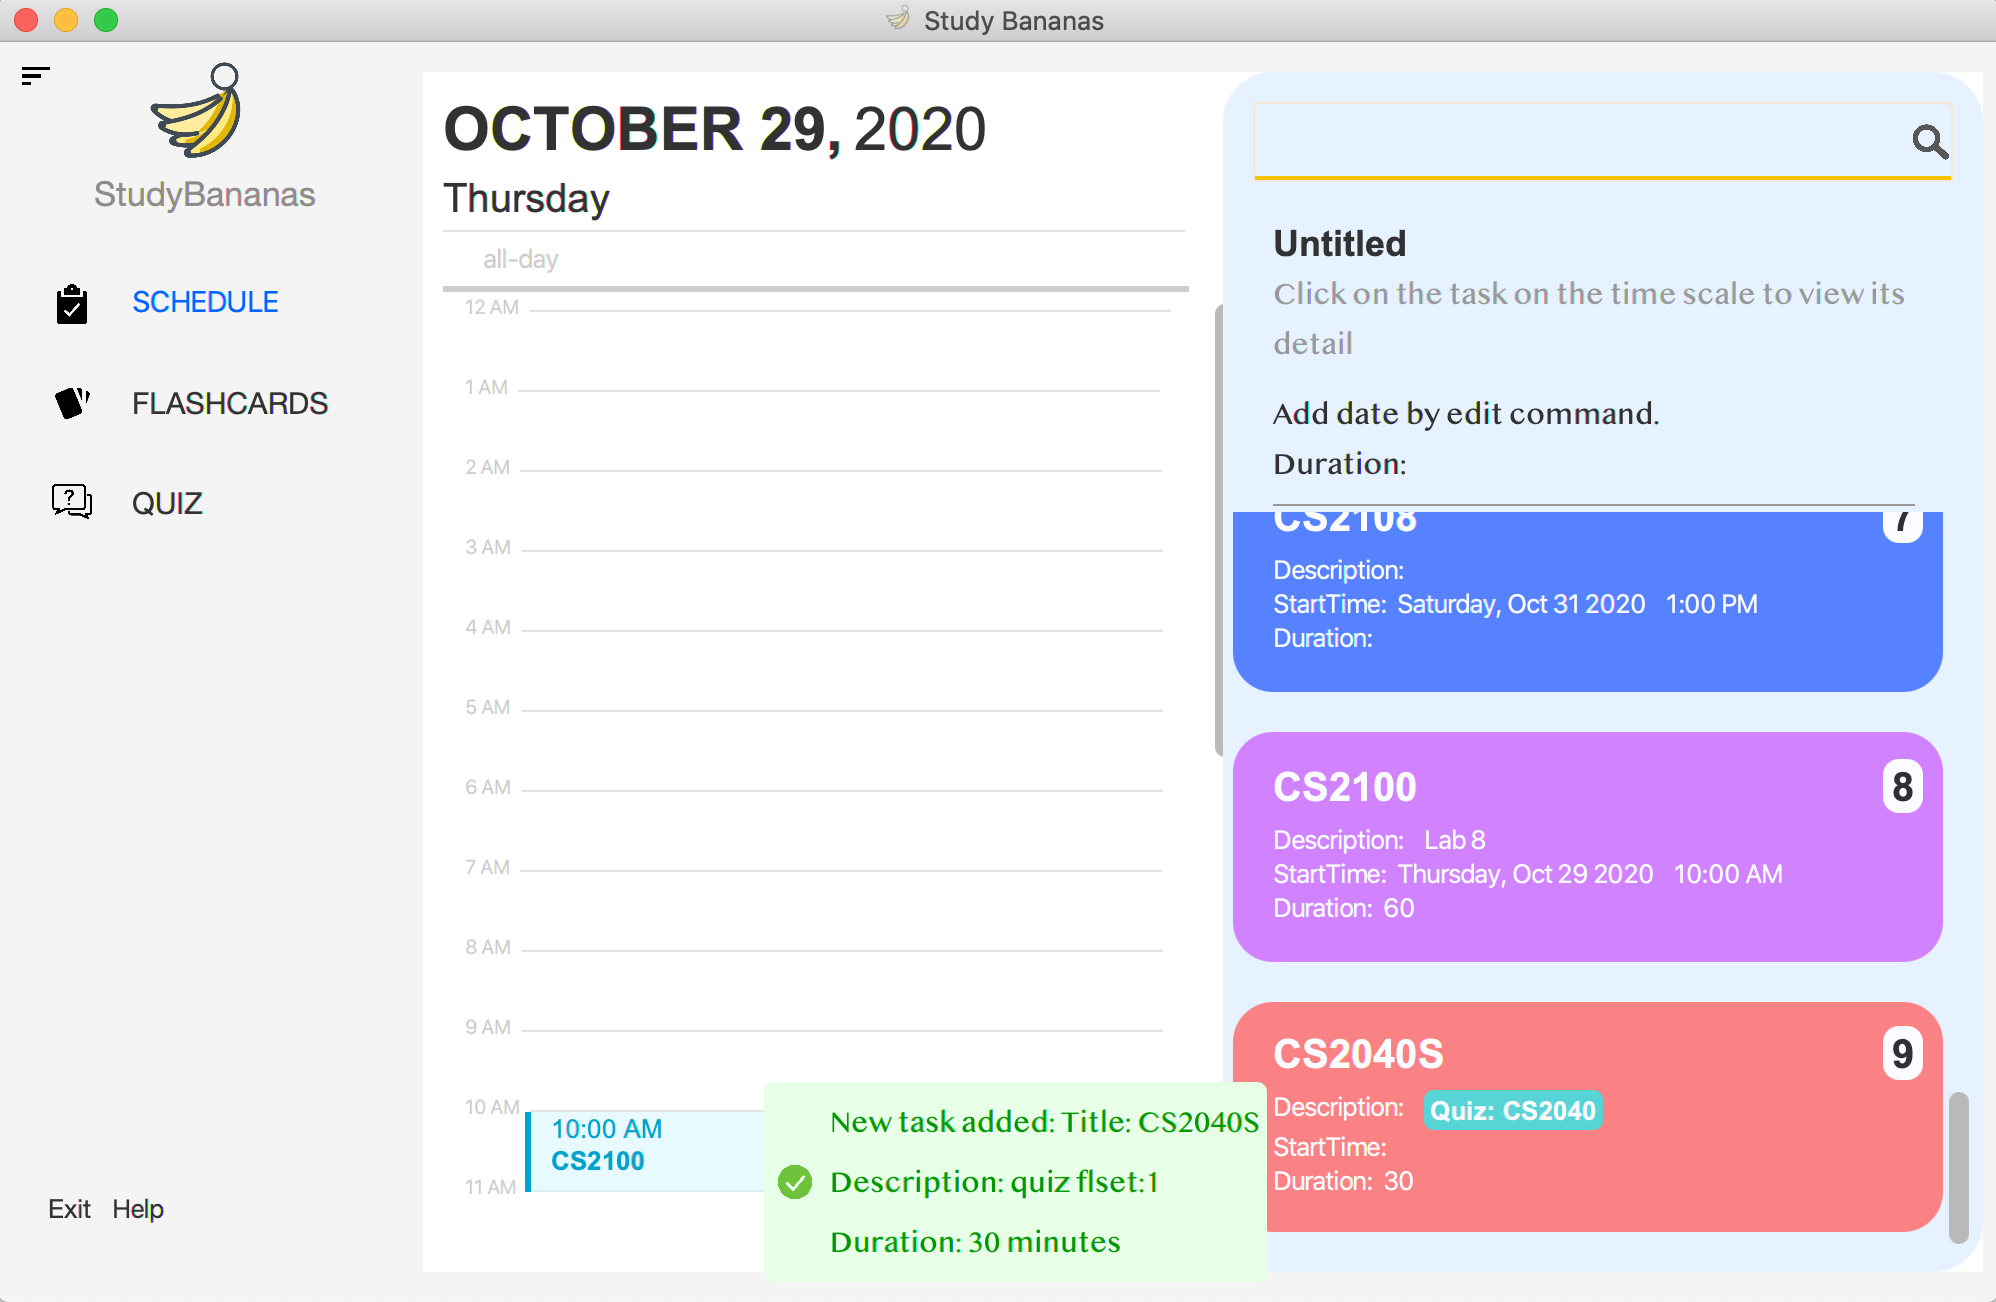 Study Bananas
StudyBananas
SCHEDULE
FLASHCARDS
QUIZ
Exit Help
OCTOBER 29, 2020
Thursday
all-day
12 AM
1 AM
2 AM
3 AM
4 AM
5 AM
6 AM
7 AM
8 AM
9 AM
10 AM
10:00 AM
CS2100
11 AM
New task added: Title: CS2040S
Description: quiz flset:1
Duration: 30 minutes
Untitled
Click on the task on the time scale to view its
detail
Add date by edit command.
Duration:
CS2108 7
Description:
StartTime: Saturday, Oct 31 2020 1:00 PM
Duration:
CS2100 8
Description: Lab 8
StartTime: Thursday, Oct 29 2020 10:00 AM
Duration: 60
CS2040S 9
Description: Quiz: CS2040
StartTime:
Duration: 30